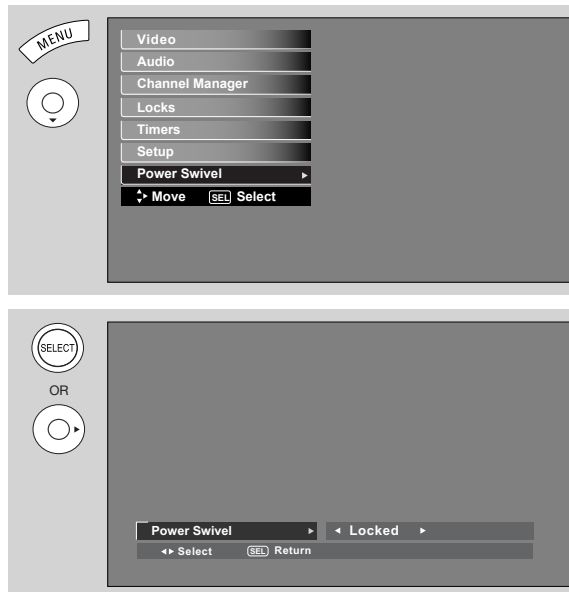 MENU
Video
Audio
Channel Manager
Locks
Timers
Setup
Power Swivel
Move SEL Select
SELECT
OR
Power Swivel Locked
Select SEL Return